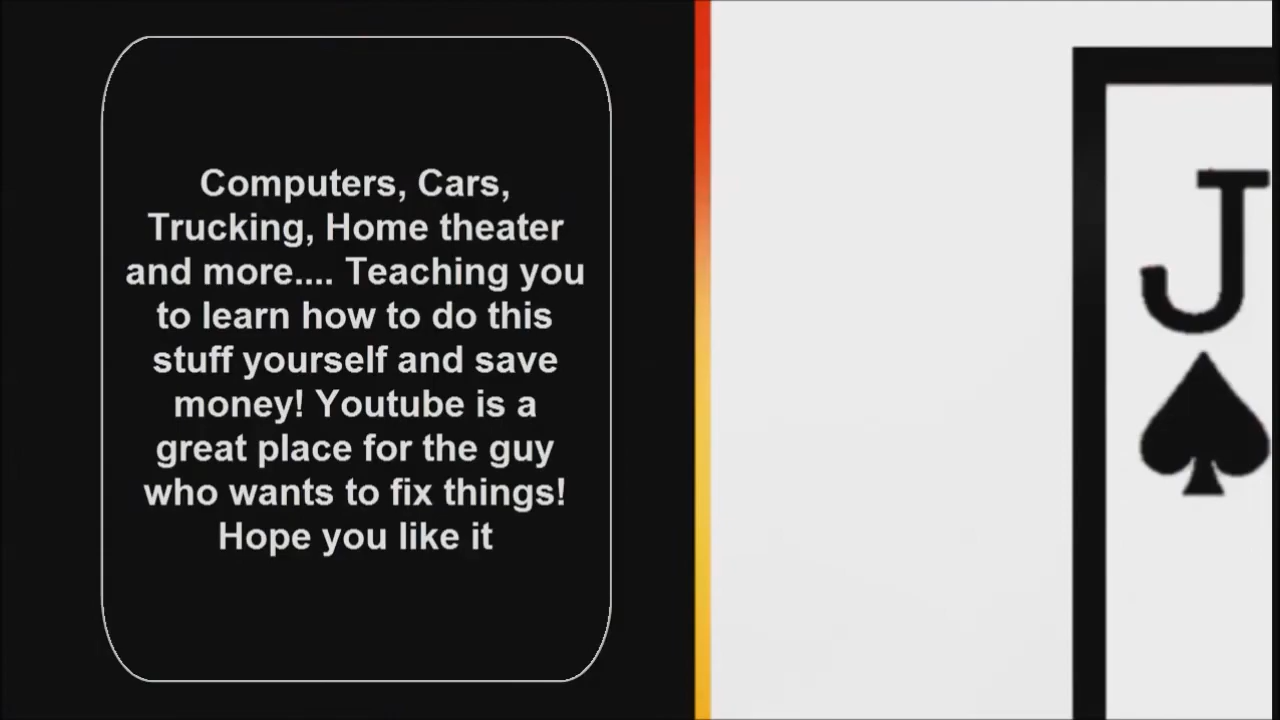 Computers, Cars,
Trucking, Home theater
and more.... Teaching you
to learn how to do this
stuff yourself and save
money! Youtube is a
great place for the guy
who wants to fix things!
Hope you like it
J